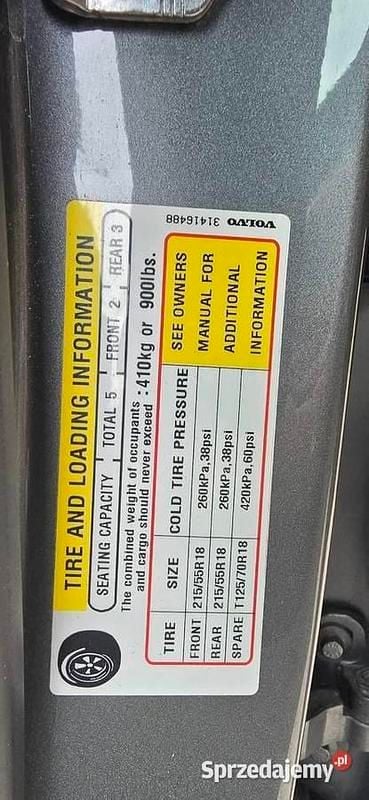 TIRE AND LOADING INFORMATION
SEATING CAPACITY TOTAL 5 FRONT 2 REAR 3
The combined weight of occupants
and cargo should never exceed : 410kg or 900lbs.
TIRE SIZE COLD TIRE PRESSURE
FRONT 215/55R18 260kPa,38psi
REAR 215/55R18 260kPa,38psi
SPARE T125/70R18 420kPa,60psi
SEE OWNERS
MANUAL FOR
ADDITIONAL
INFORMATION
VOLVO 31416488
Sprzedajemy.pl